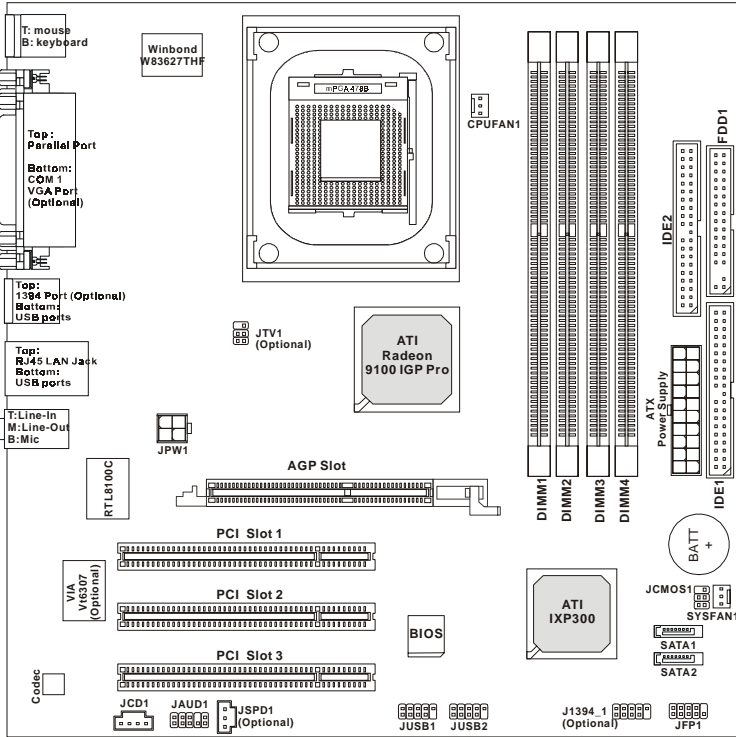 T: mouse
B: keyboard
Winbond
W83627THF
mPGA 478B
CPUFAN1
FDD1
Top :
Parallel Port
Bottom:
COM 1
VGA Port
(Optional)
IDE2
Top:
1394 Port (Optional)
Bottom:
USB ports
JTV1
(Optional)
ATI
Radeon
9100 IGP Pro
Top:
RJ45 LAN Jack
Bottom:
USB ports
ATX
Power Supply
T:Line-In
M:Line-Out
B:Mic
JPW1
AGP Slot
RTL8100C
DIMM1
DIMM2
DIMM3
DIMM4
IDE1
PCI Slot 1
BATT
+
VIA
Vt6307
(Optional)
PCI Slot 2
ATI
IXP300
JCMOS1
SYSFAN1
BIOS
SATA1
PCI Slot 3
SATA2
Codec
JCD1
JAUD1
JSPD1
(Optional)
JUSB1
JUSB2
J1394_1
(Optional)
JFP1